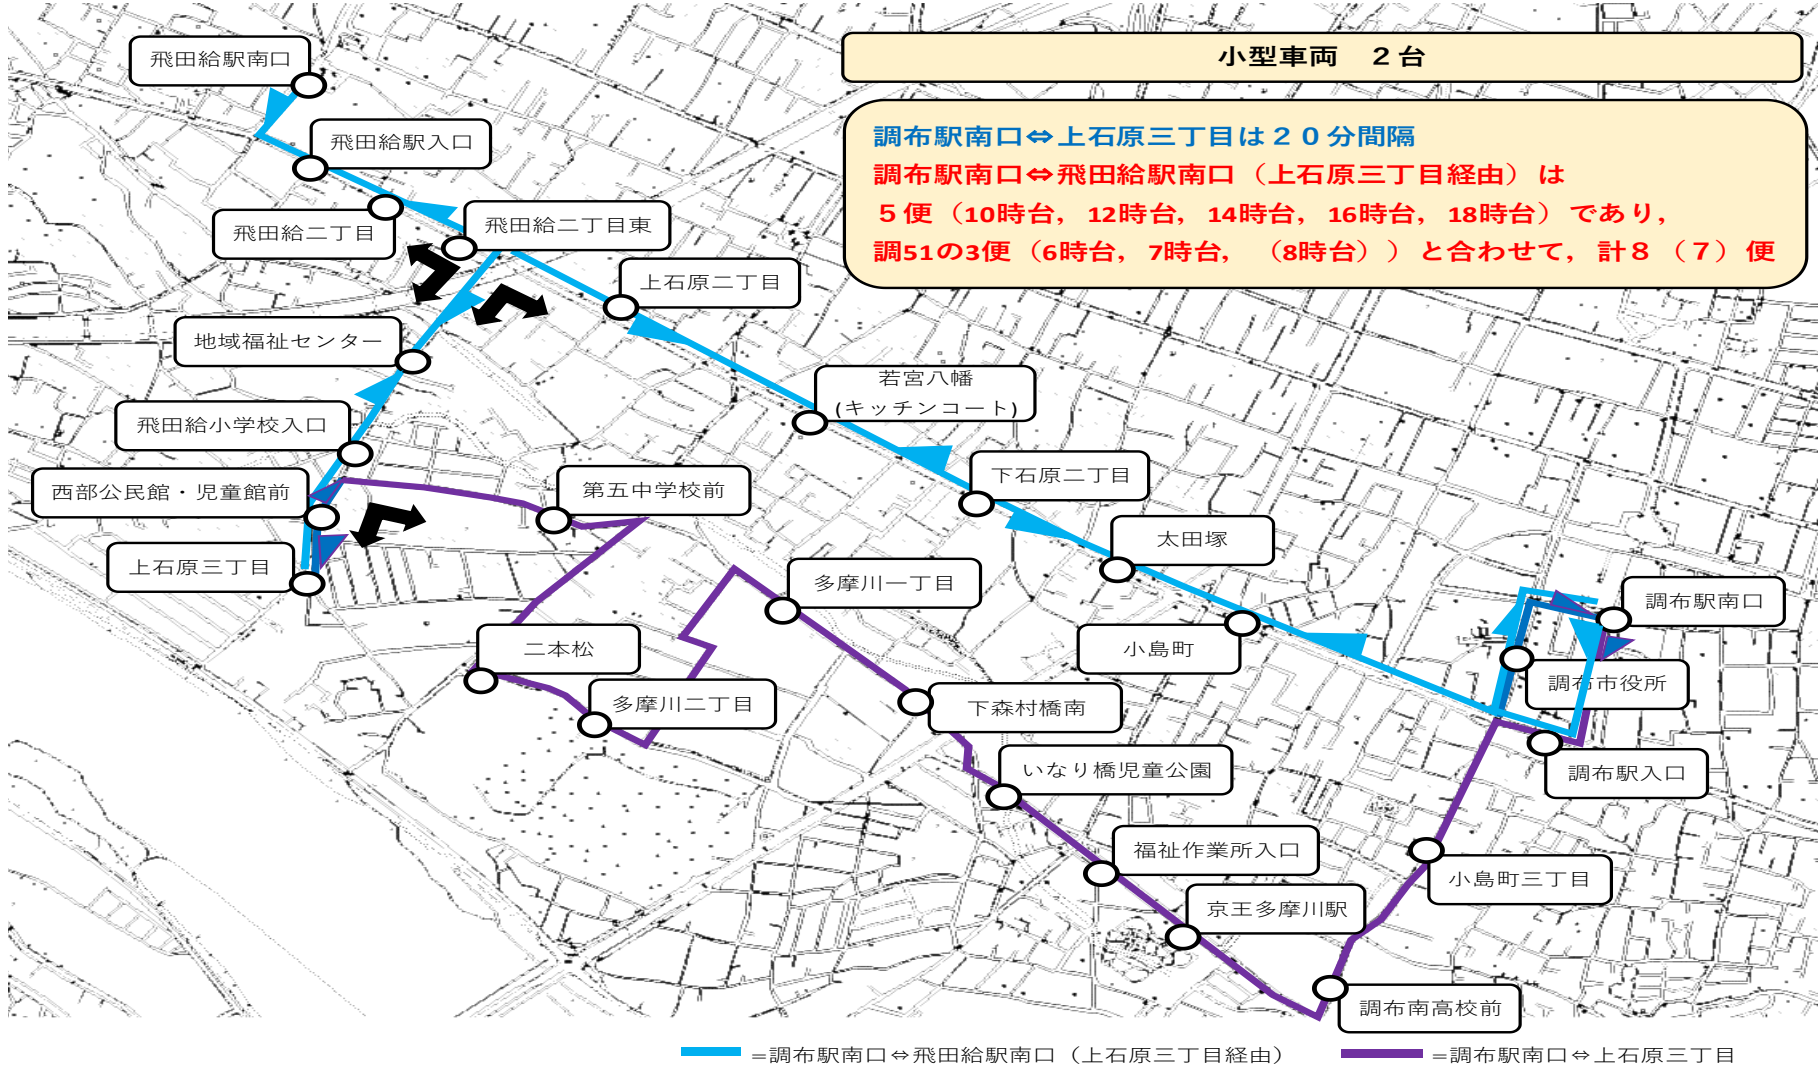 小型車両　２台
調布駅南口⇔上石原三丁目は２０分間隔
調布駅南口⇔飛田給駅南口（上石原三丁目経由）は
５便（10時台，12時台，14時台，16時台，18時台）であり，
調51の3便（6時台，7時台，（8時台））と合わせて，計８（７）便
飛田給駅南口
飛田給駅入口
飛田給二丁目
飛田給二丁目東
上石原二丁目
地域福祉センター
若宮八幡
(キッチンコート)
飛田給小学校入口
西部公民館・児童館前
第五中学校前
下石原二丁目
太田塚
上石原三丁目
多摩川一丁目
調布駅南口
二本松
小島町
調布市役所
多摩川二丁目
下森村橋南
いなり橋児童公園
調布駅入口
福祉作業所入口
小島町三丁目
京王多摩川駅
調布南高校前
=調布駅南口⇔飛田給駅南口（上石原三丁目経由）
=調布駅南口⇔上石原三丁目